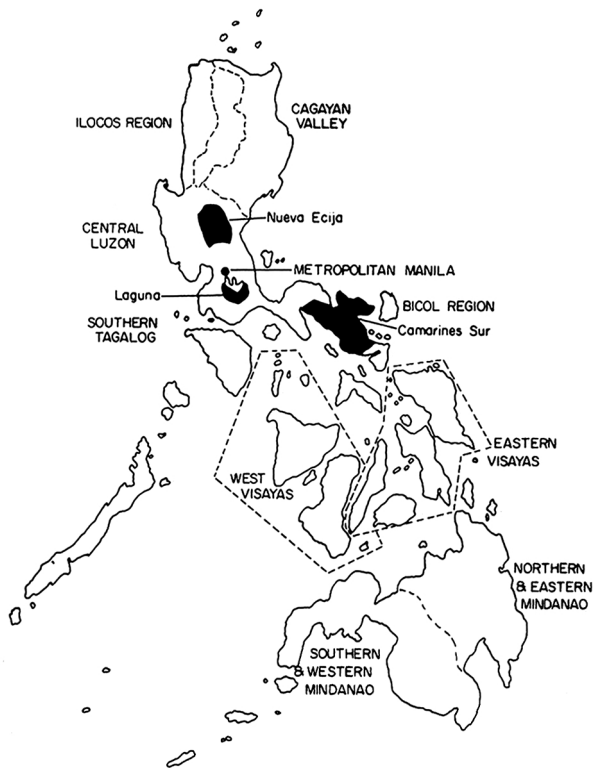 ILOCOS REGION
CAGAYAN
VALLEY
Nueva Ecija
CENTRAL
LUZON
METROPOLITAN MANILA
Laguna
BICOL REGION
SOUTHERN
TAGALOG
Camarines Sur
EASTERN
VISAYAS
WEST
VISAYAS
NORTHERN
& EASTERN
MINDANAO
SOUTHERN
& WESTERN
MINDANAO